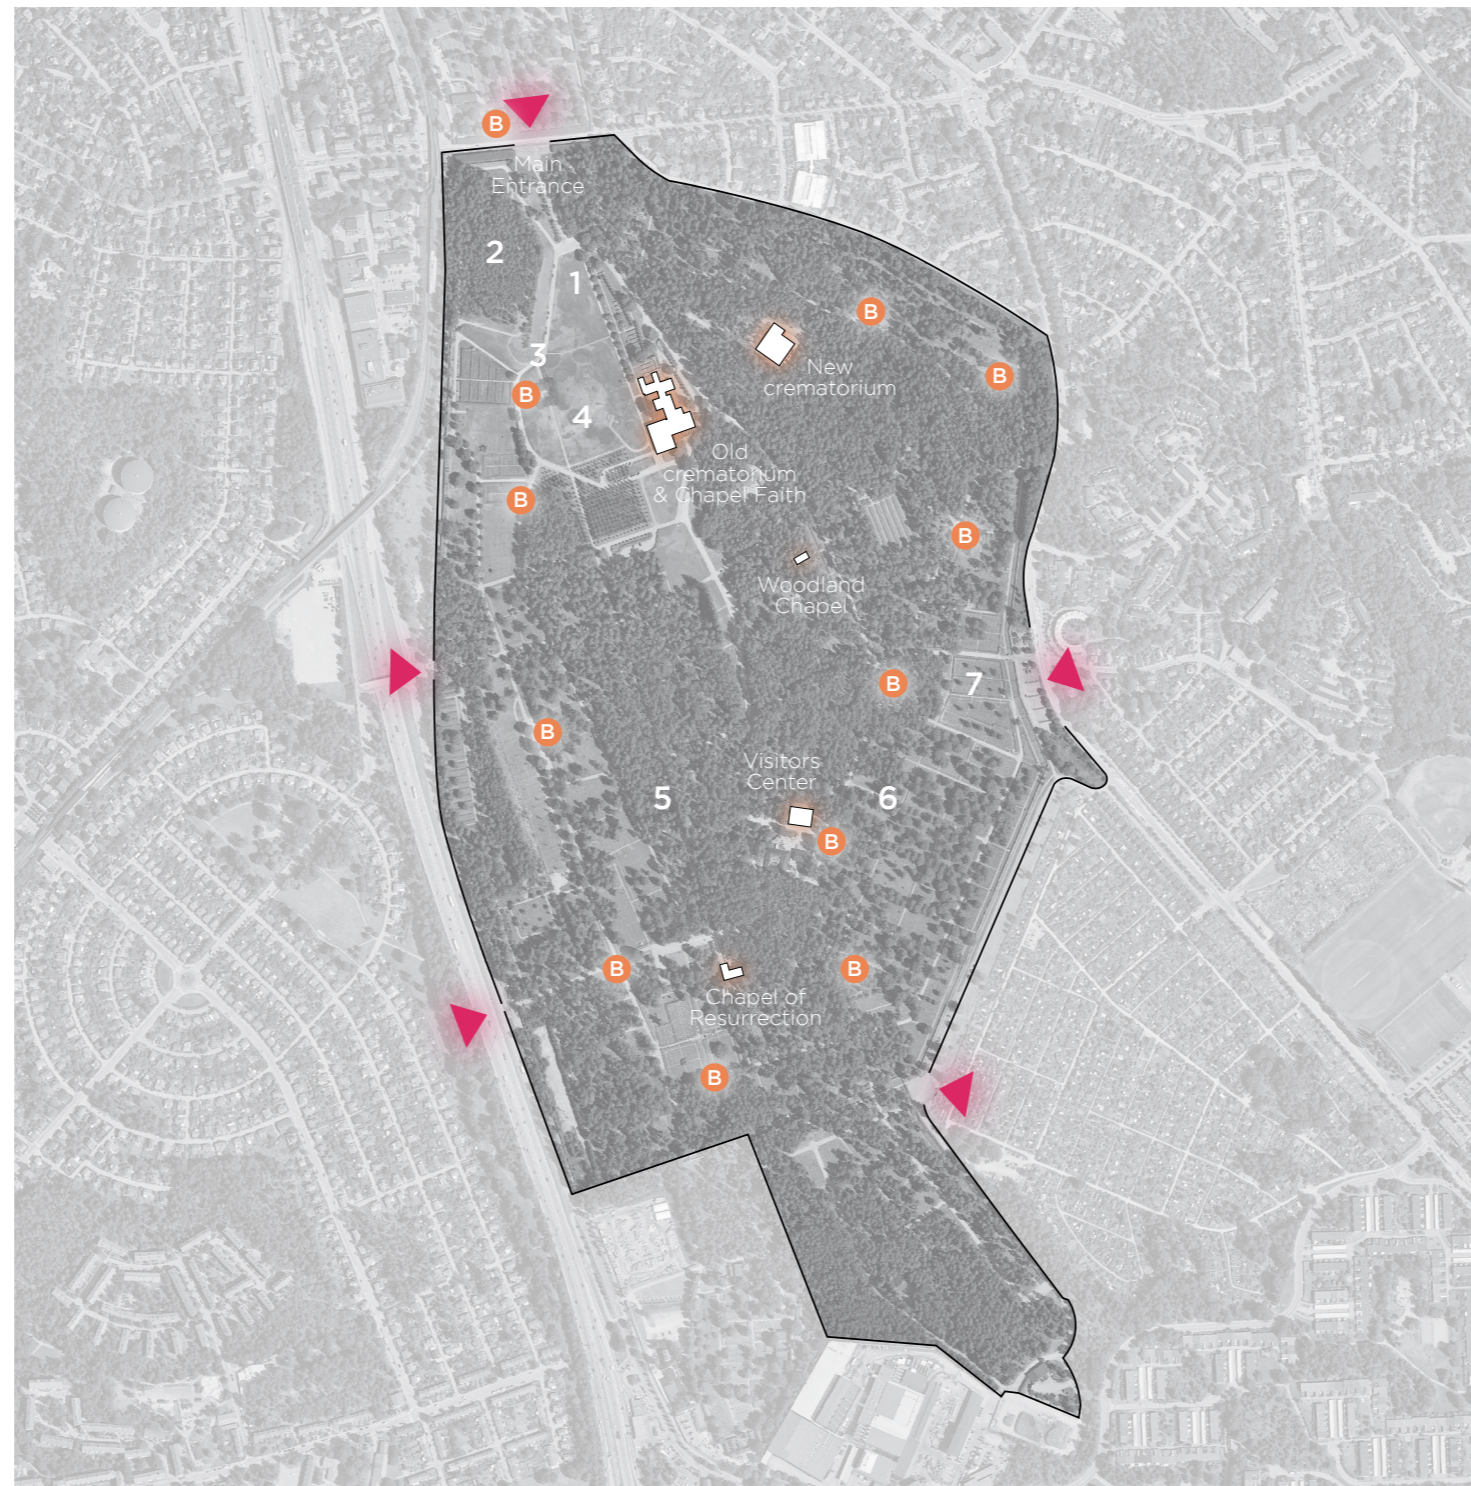 B
Main
Entrance
2
1
B
New
crematorium
3
B
B
4
Old
crematorium
& Chapel Faith
B
B
Woodland
Chapel
B
7
B
Visitors
Center
5
6
B
B
B
Chapel of
Resurrection
B